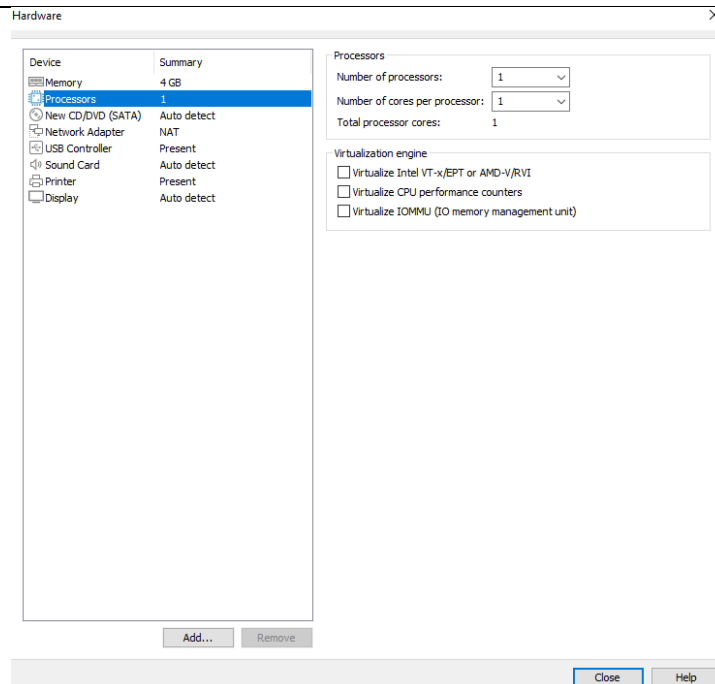 Hardware
Device Summary
Memory 4 GB
Processors 1
New CD/DVD (SATA) Auto detect
Network Adapter NAT
USB Controller Present
Sound Card Auto detect
Printer Present
Display Auto detect
Add... Remove
Processors
Number of processors: 1
Number of cores per processor: 1
Total processor cores: 1
Virtualization engine
Virtualize Intel VT-x/EPT or AMD-V/RVI
Virtualize CPU performance counters
Virtualize IOMMU (IO memory management unit)
Close Help